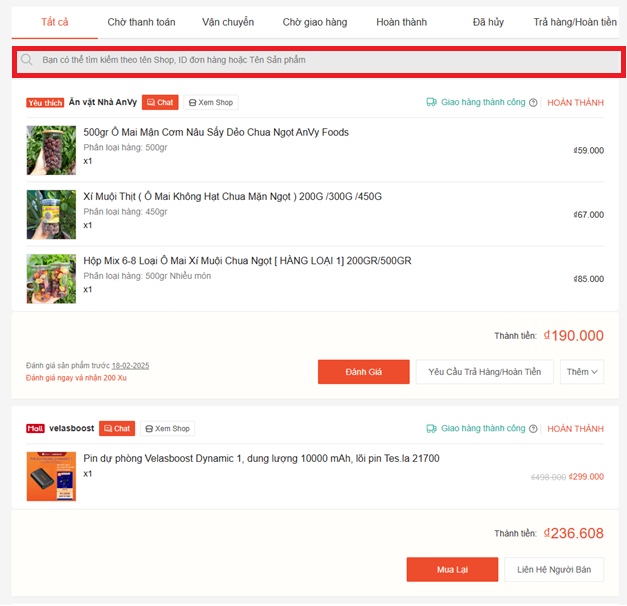 Tất cả
Chờ thanh toán
Vận chuyển
Chờ giao hàng
Hoàn thành
Đã hủy
Trả hàng/Hoàn tiền
Bạn có thể tìm kiếm theo tên Shop, ID đơn hàng hoặc Tên Sản phẩm
Yêu thích Ăn vặt Nhà AnVy Chat Xem Shop
Giao hàng thành công HOÀN THÀNH
500gr Ô Mai Mận Cơm Nâu Sấy Dẻo Chua Ngọt AnVy Foods
Phân loại hàng: 500gr
x1
₫59.000
Xí Muội Thịt ( Ô Mai Không Hạt Chua Mặn Ngọt ) 200G /300G /450G
Phân loại hàng: 450gr
x1
₫67.000
Hộp Mix 6-8 Loại Ô Mai Xí Muội Chua Ngọt [ HÀNG LOẠI 1] 200GR/500GR
Phân loại hàng: 500gr Nhiều món
x1
₫85.000
Thành tiền: ₫190.000
Đánh giá sản phẩm trước 18-02-2025
Đánh giá ngay và nhận 200 Xu
Đánh Giá
Yêu Cầu Trả Hàng/Hoàn Tiền
Thêm
Mall velasboost Chat Xem Shop
Giao hàng thành công HOÀN THÀNH
Pin dự phòng Velasboost Dynamic 1, dung lượng 10000 mAh, lõi pin Tes.la 21700
x1
₫498.000 ₫299.000
Thành tiền: ₫236.608
Mua Lại
Liên Hệ Người Bán